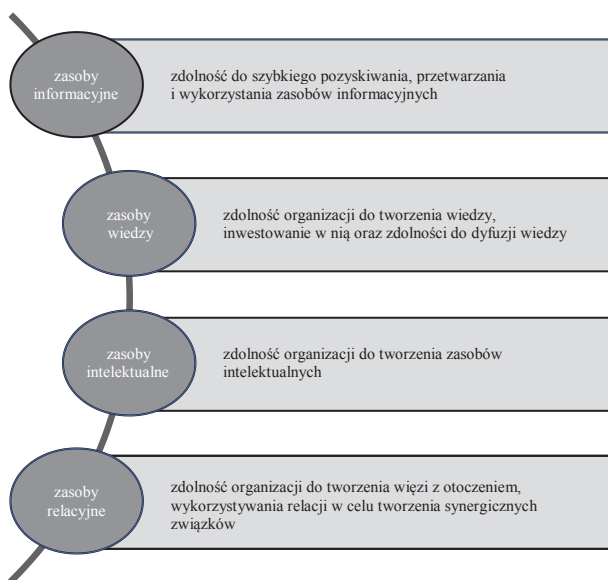 zasoby
informacyjne
zdolność do szybkiego pozyskiwania, przetwarzania
i wykorzystania zasobów informacyjnych
zasoby
wiedzy
zdolność organizacji do tworzenia wiedzy,
inwestowanie w nią oraz zdolności do dyfuzji wiedzy
zasoby
intelektualne
zdolność organizacji do tworzenia zasobów
intelektualnych
zasoby
relacyjne
zdolność organizacji do tworzenia więzi z otoczeniem,
wykorzystywania relacji w celu tworzenia synergicznych
związków